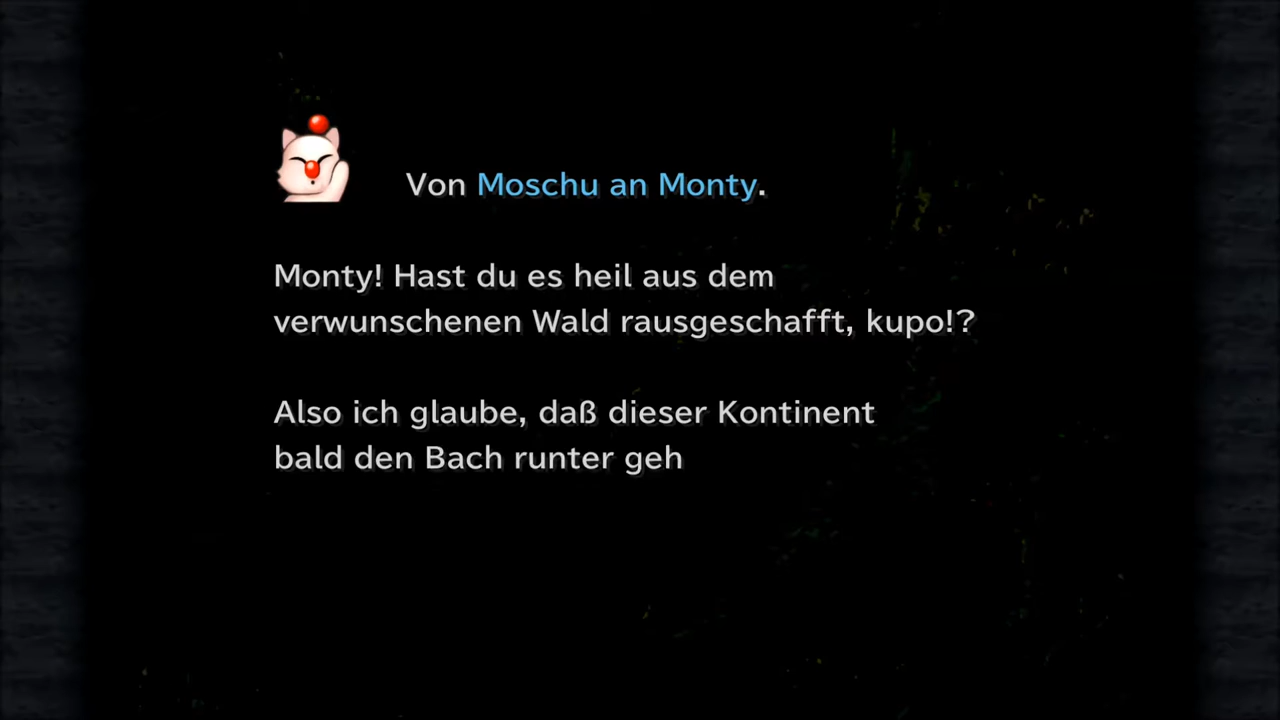 Von Moschu an Monty.
Monty! Hast du es heil aus dem
verwunschenen Wald rausgeschafft, kupo!?
Also ich glaube, daß dieser Kontinent
bald den Bach runter geh